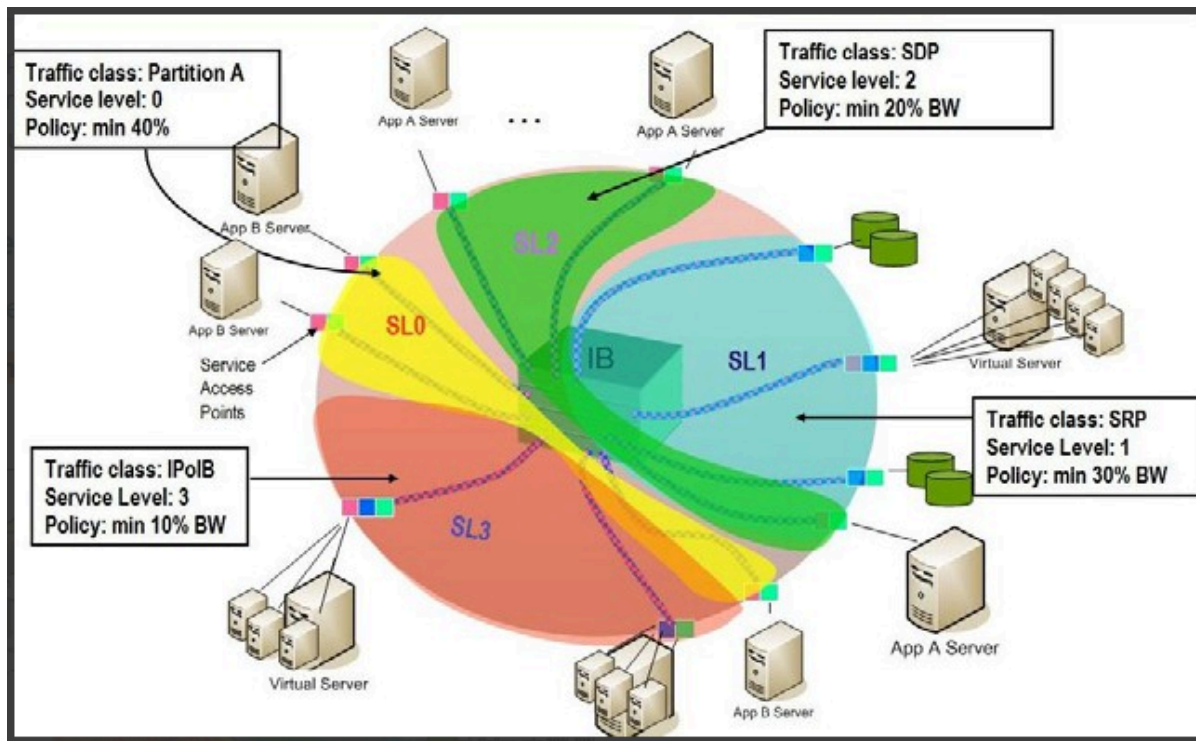 Traffic class: Partition A
Service level: 0
Policy: min 40%
Traffic class: SDP
Service level: 2
Policy: min 20% BW
App A Server
...
App A Server
App B Server
App B Server
Service
Access
Points
SL2
SL0
IB
SL1
Virtual Server
Traffic class: SRP
Service Level: 1
Policy: min 30% BW
Traffic class: IPoIB
Service Level: 3
Policy: min 10% BW
SL3
Virtual Server
App A Server
App B Server